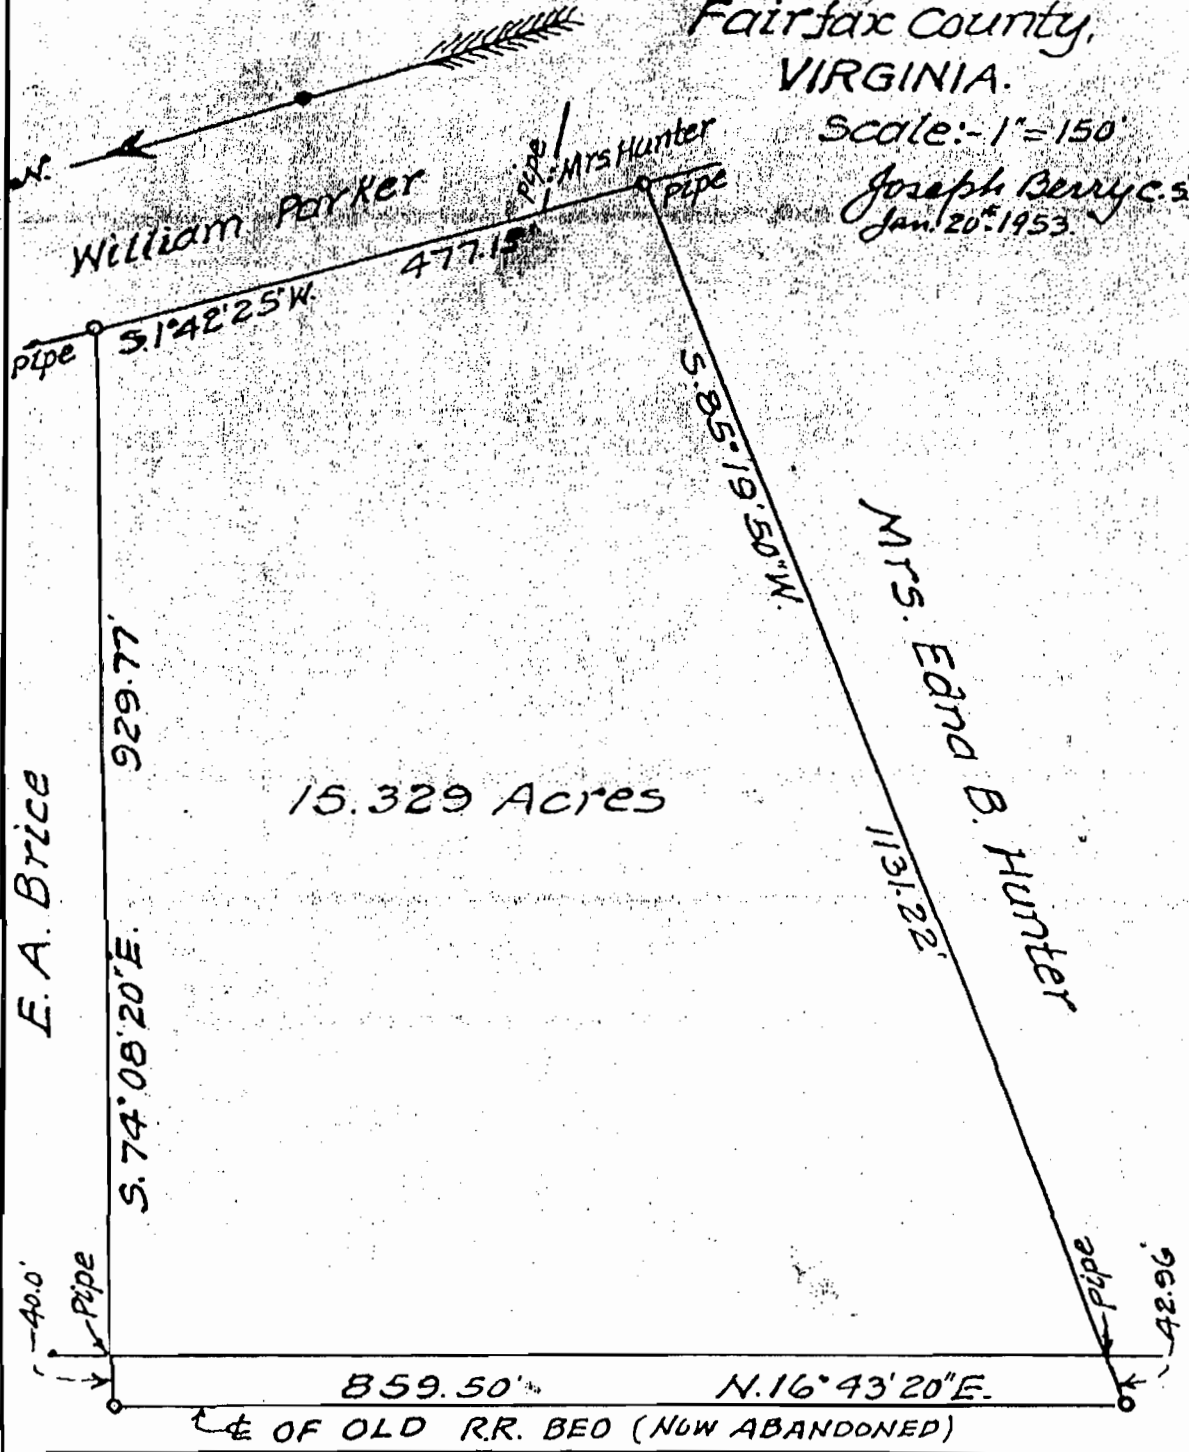 Fairfax County,
VIRGINIA.
Scale:- 1"=150'
Joseph Berry C.S.
Jan. 20th 1953
N.
William Parker
pipe
Mrs Hunter
pipe
477.15'
S.1°42'25"W.
pipe
S.85°19'50"W.
Mrs. Edna B. Hunter
1131.22'
929.77'
S.74°08'20"E.
E. A. Brice
15.329 Acres
40.0'
Pipe
pipe
42.96'
859.50' N.16°43'20"E.
℄ OF OLD R.R. BED (NOW ABANDONED)